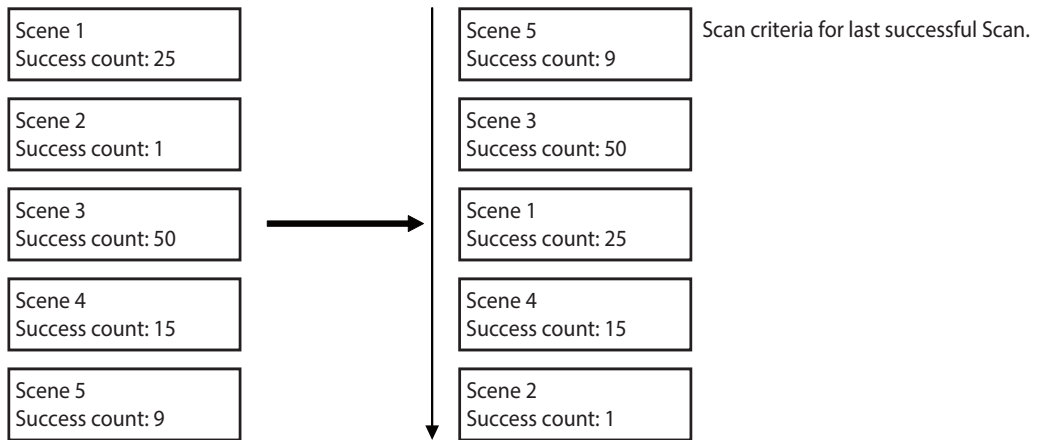 Scene 1
Success count: 25
Scene 2
Success count: 1
Scene 3
Success count: 50
Scene 4
Success count: 15
Scene 5
Success count: 9
Scene 5
Success count: 9
Scan criteria for last successful Scan.
Scene 3
Success count: 50
Scene 1
Success count: 25
Scene 4
Success count: 15
Scene 2
Success count: 1